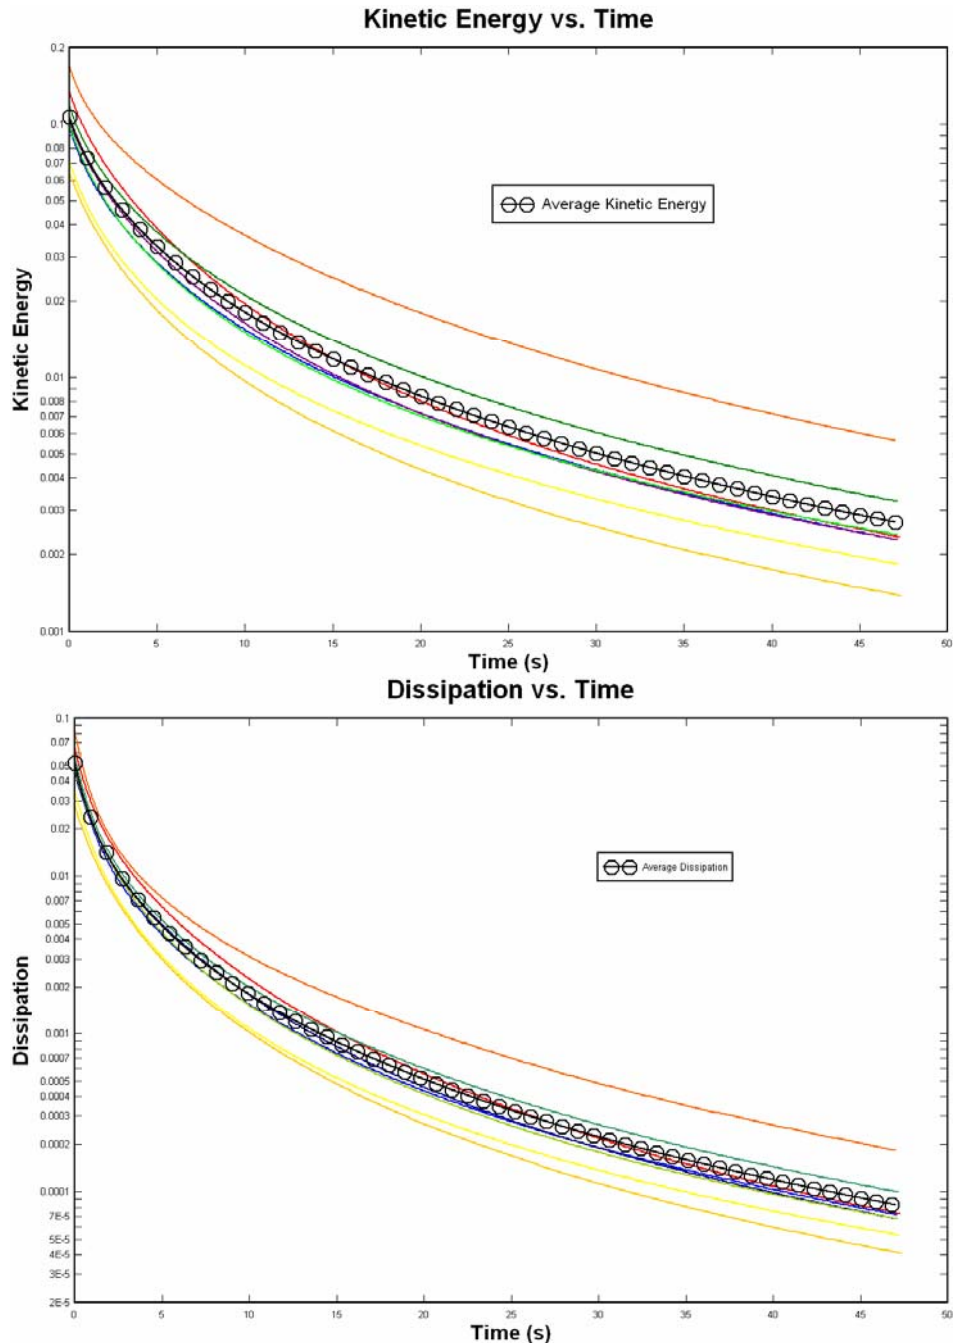 Kinetic Energy vs. Time
0.2
0.1
0.08
0.07
0.06
0.05
0.04
0.03
0.02
0.01
0.008
0.007
0.006
0.005
0.004
0.003
0.002
0.001
Kinetic Energy
Average Kinetic Energy
0 5 10 15 20 25 30 35 40 45 50
Time (s)
Dissipation vs. Time
0.1
0.07
0.05
0.04
0.03
0.02
0.01
0.007
0.005
0.004
0.003
0.002
0.001
0.0007
0.0005
0.0004
0.0003
0.0002
0.0001
7E-5
5E-5
4E-5
3E-5
2E-5
Dissipation
Average Dissipation
0 5 10 15 20 25 30 35 40 45 50
Time (s)